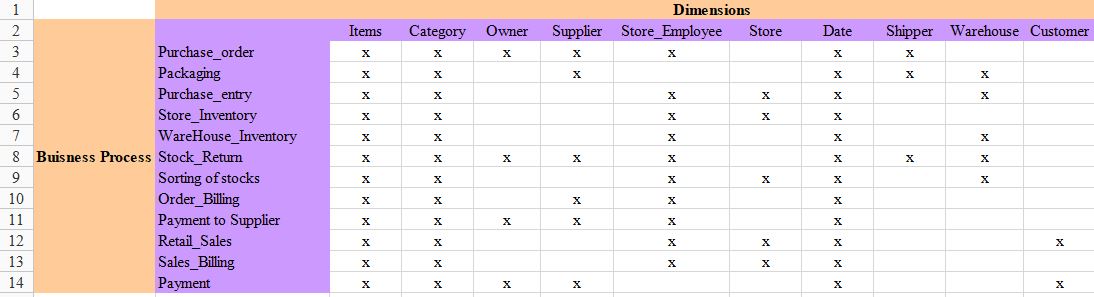 1 Dimensions
2 Items Category Owner Supplier Store_Employee Store Date Shipper Warehouse Customer
3 Purchase_order x x x x x x x
4 Packaging x x x x x x
5 Purchase_entry x x x x x x
6 Store_Inventory x x x x x
7 WareHouse_Inventory x x x x x
8 Buisness Process Stock_Return x x x x x x x x
9 Sorting of stocks x x x x x x
10 Order_Billing x x x x x
11 Payment to Supplier x x x x x x
12 Retail_Sales x x x x x x
13 Sales_Billing x x x x x
14 Payment x x x x x x